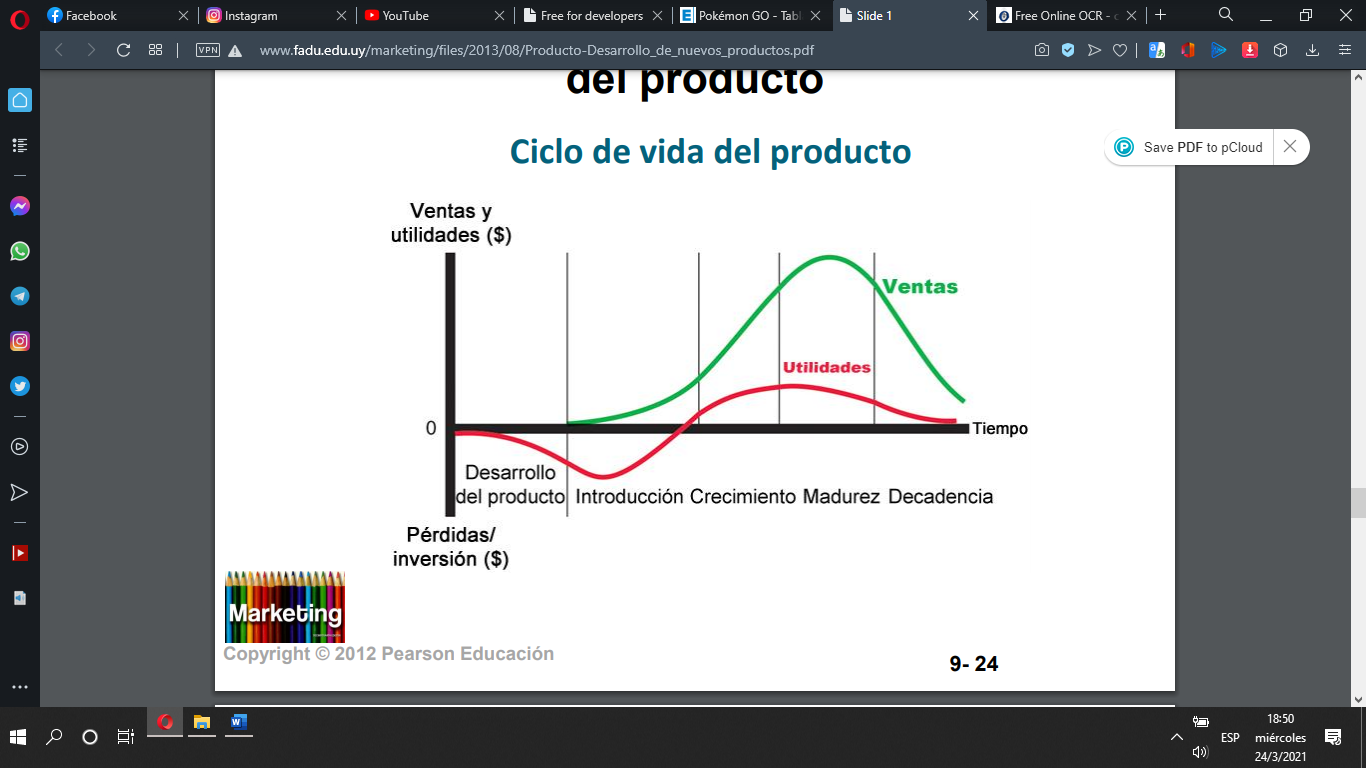 Facebook
Instagram
YouTube
Free for developers
Pokémon GO - Tabl
Slide 1
Free Online OCR - c
VPN
www.fadu.edu.uy/marketing/files/2013/08/Producto-Desarrollo_de_nuevos_productos.pdf
del producto
Ciclo de vida del producto
Save PDF to pCloud
Ventas y
utilidades ($)
Ventas
Utilidades
0
Tiempo
Desarrollo
del producto Introducción Crecimiento Madurez Decadencia
Pérdidas/
inversión ($)
Marketing
Copyright © 2012 Pearson Educación
9- 24
18:50
ESP miércoles
24/3/2021